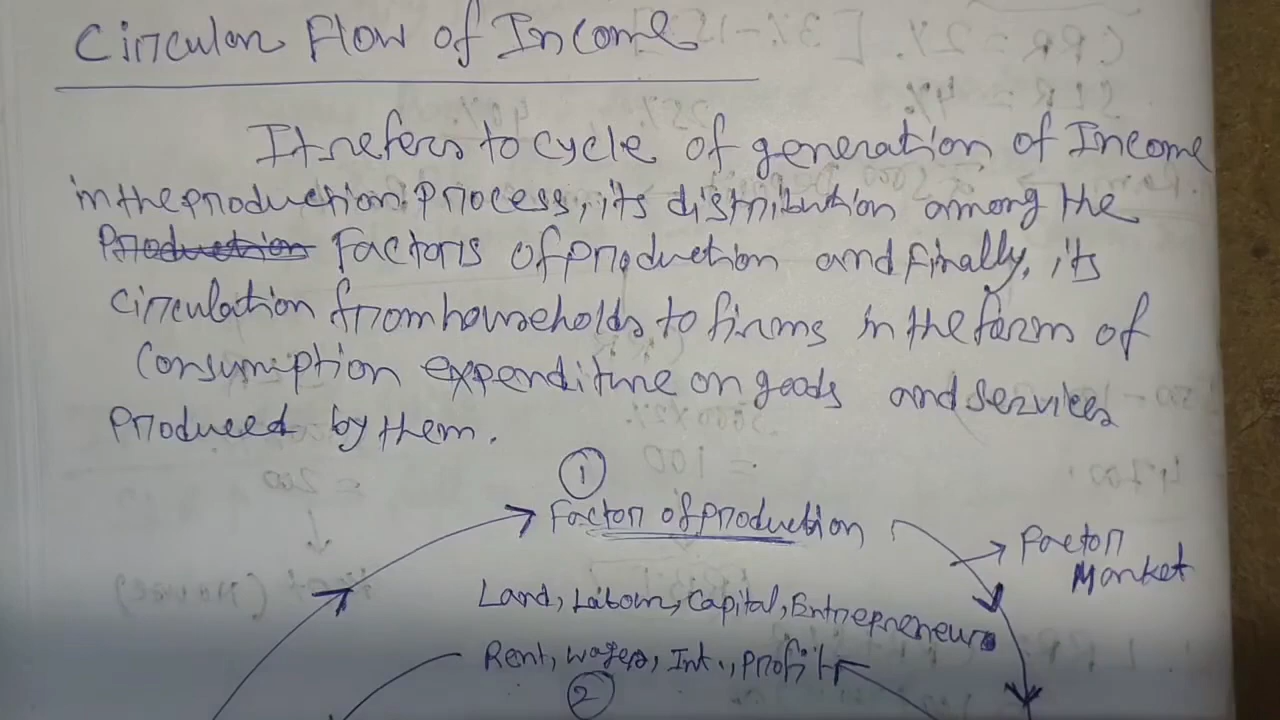 Circular Flow of Income
It refers to cycle of generation of Income
in the production process, its distribution among the
Production Factors of production and finally, its
circulation from households to firms in the form of
Consumption expenditure on goods and services
produced by them.
1
Factor of production
Factor
Market
Land, Labour, Capital, Entrepreneur
Rent, wages, Int., profit
2